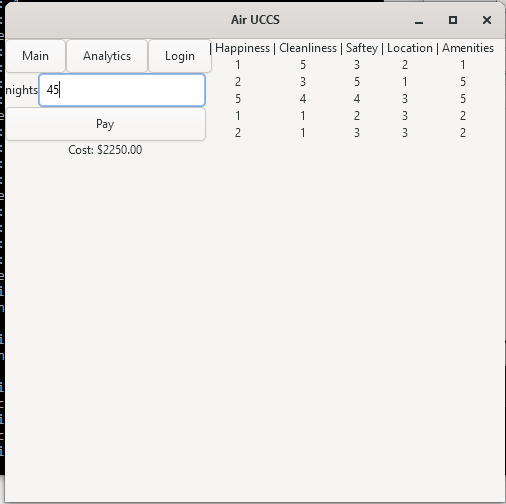 Air UCCS
Main Analytics Login
nights 45
Pay
Cost: $2250.00
| Happiness | Cleanliness | Saftey | Location | Amenities
1 5 3 2 1
2 3 5 1 5
5 4 4 3 5
1 1 2 3 2
2 1 3 3 2